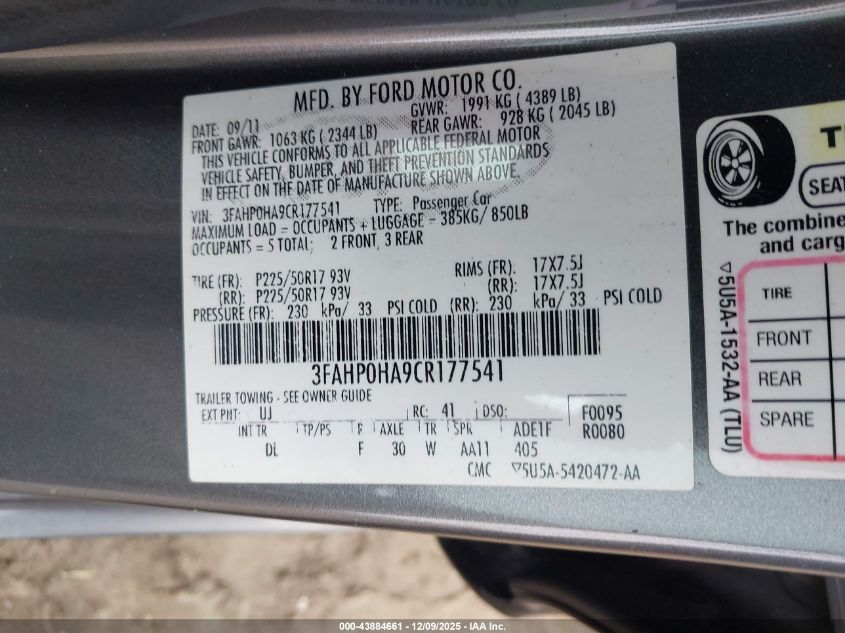 MFD. BY FORD MOTOR CO.
DATE: 09/11 GVWR: 1991 KG ( 4389 LB)
FRONT GAWR: 1063 KG ( 2344 LB) REAR GAWR: 928 KG ( 2045 LB)
THIS VEHICLE CONFORMS TO ALL APPLICABLE FEDERAL MOTOR
VEHICLE SAFETY, BUMPER, AND THEFT PREVENTION STANDARDS
IN EFFECT ON THE DATE OF MANUFACTURE SHOWN ABOVE.
VIN: 3FAHP0HA9CR177541 TYPE: Passenger Car
MAXIMUM LOAD = OCCUPANTS + LUGGAGE = 385KG/ 850LB
OCCUPANTS = 5 TOTAL; 2 FRONT, 3 REAR
TIRE (FR): P225/50R17 93V RIMS (FR): 17X7.5J
(RR): P225/50R17 93V (RR): 17X7.5J
PRESSURE (FR): 230 kPa/ 33 PSI COLD (RR): 230 kPa/ 33 PSI COLD
3FAHP0HA9CR177541
TRAILER TOWING - SEE OWNER GUIDE
EXT PNT: UJ RC: 41 DSO: F0095
INT TR TP/PS R AXLE TR SPR ADE1F R0080
DL F 30 W AA11 405
CMC ▽5U5A-5420472-AA
SEAT
The combine
and carg
▽5U5A-1532-AA (TLU)
TIRE
FRONT
REAR
SPARE
000-43884661 - 12/09/2025 - IAA Inc.